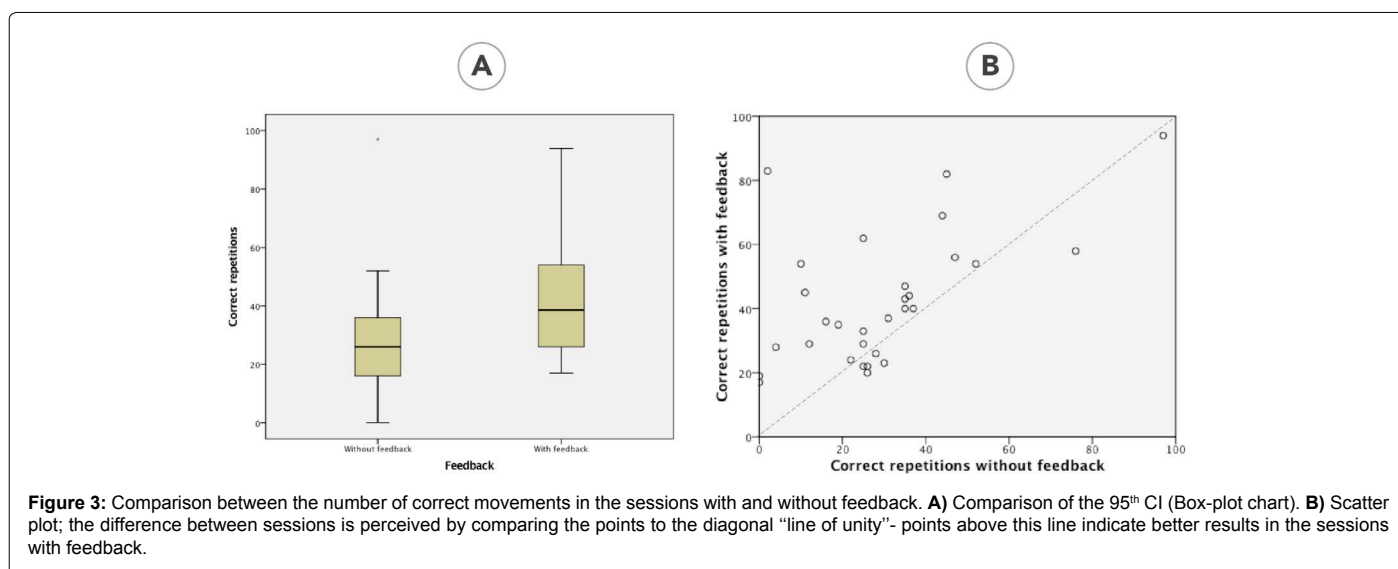 A
B
100
80
60
40
20
0
Correct repetitions
Without feedback
With feedback
Feedback
100
80
60
40
20
0
Correct repetitions with feedback
0
20
40
60
80
100
Correct repetitions without feedback
Figure 3: Comparison between the number of correct movements in the sessions with and without feedback. A) Comparison of the 95th CI (Box-plot chart). B) Scatter
plot; the difference between sessions is perceived by comparing the points to the diagonal ‘‘line of unity’’- points above this line indicate better results in the sessions
with feedback.